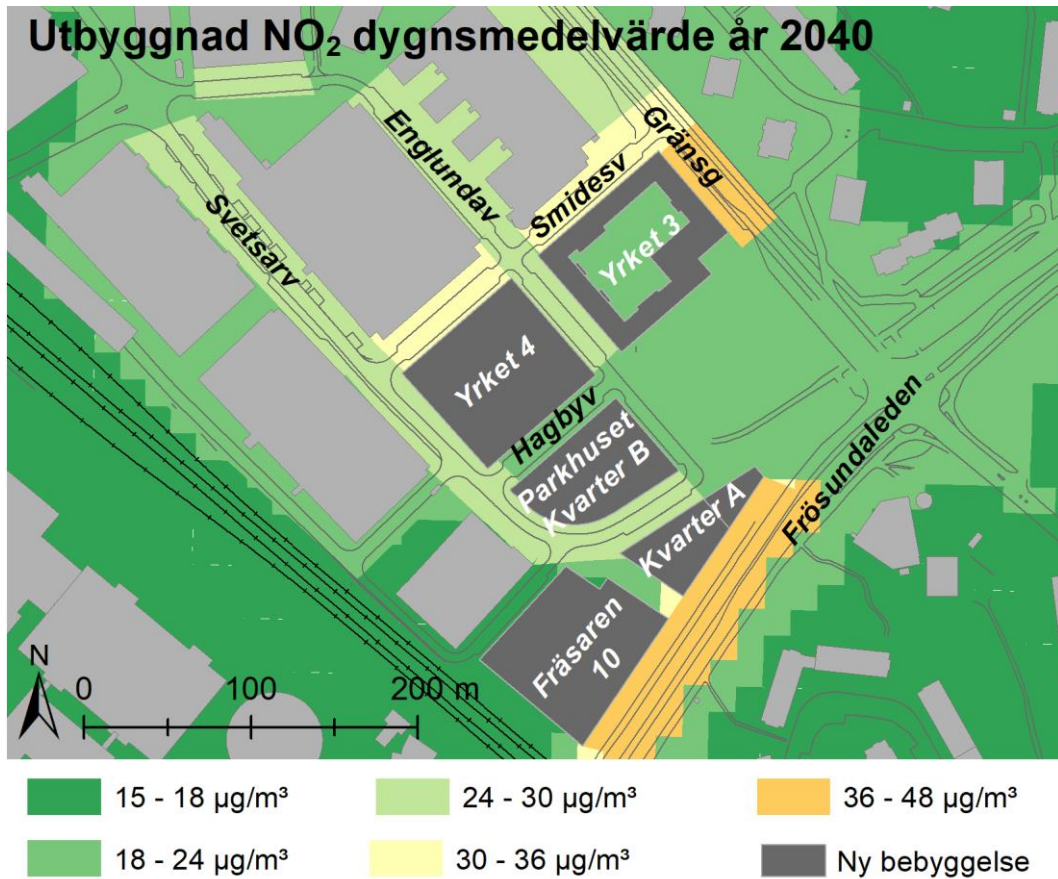 Utbyggnad NO₂ dygnsmedelvärde år 2040
Gränsg
Englundav
Smidesv
Svetsarv
Yrket 3
Yrket 4
Hagbyv
Parkhuset
Kvarter B
Kvarter A
Frösundaleden
Fräsaren
10
N
0 100 200 m
15 - 18 µg/m³
24 - 30 µg/m³
36 - 48 µg/m³
18 - 24 µg/m³
30 - 36 µg/m³
Ny bebyggelse